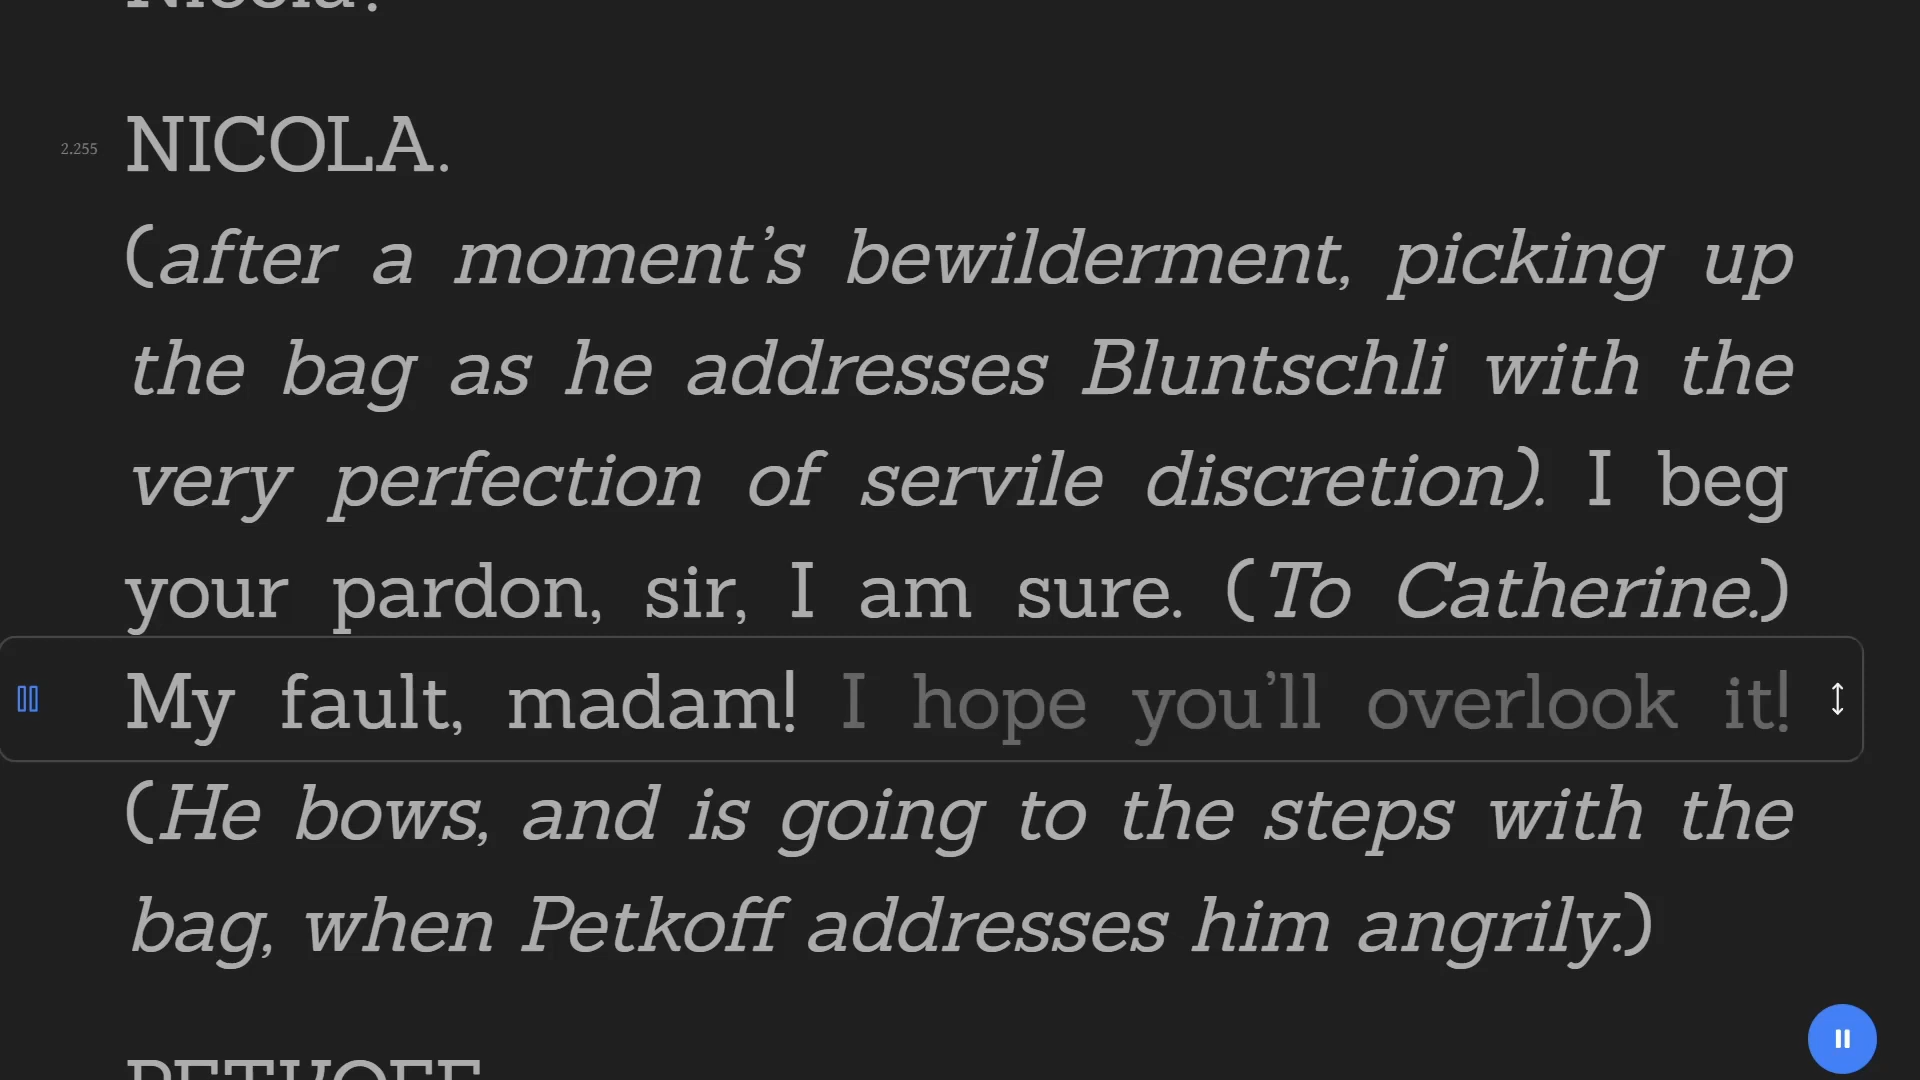 Nicola?
2.255 NICOLA.
(after a moment’s bewilderment, picking up
the bag as he addresses Bluntschli with the
very perfection of servile discretion). I beg
your pardon, sir, I am sure. (To Catherine.)
My fault, madam! I hope you’ll overlook it!
(He bows, and is going to the steps with the
bag, when Petkoff addresses him angrily.)
PETKOFF